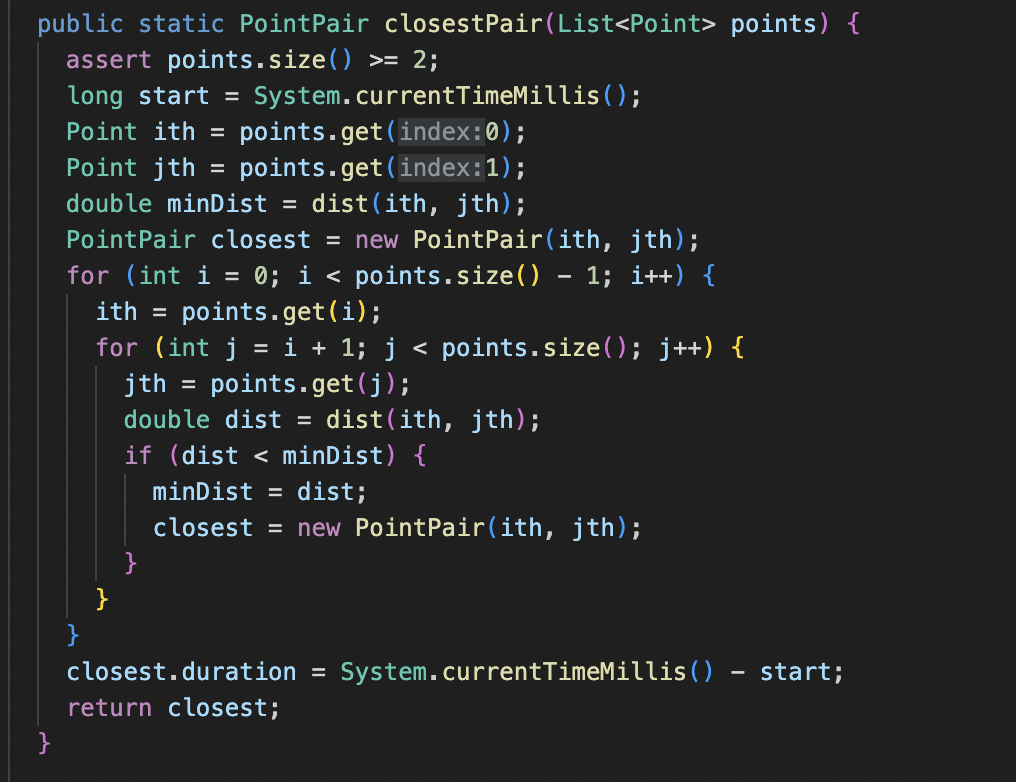 public static PointPair closestPair(List<Point> points) {
assert points.size() >= 2;
long start = System.currentTimeMillis();
Point ith = points.get(index:0);
Point jth = points.get(index:1);
double minDist = dist(ith, jth);
PointPair closest = new PointPair(ith, jth);
for (int i = 0; i < points.size() - 1; i++) {
ith = points.get(i);
for (int j = i + 1; j < points.size(); j++) {
jth = points.get(j);
double dist = dist(ith, jth);
if (dist < minDist) {
minDist = dist;
closest = new PointPair(ith, jth);
}
}
}
closest.duration = System.currentTimeMillis() - start;
return closest;
}